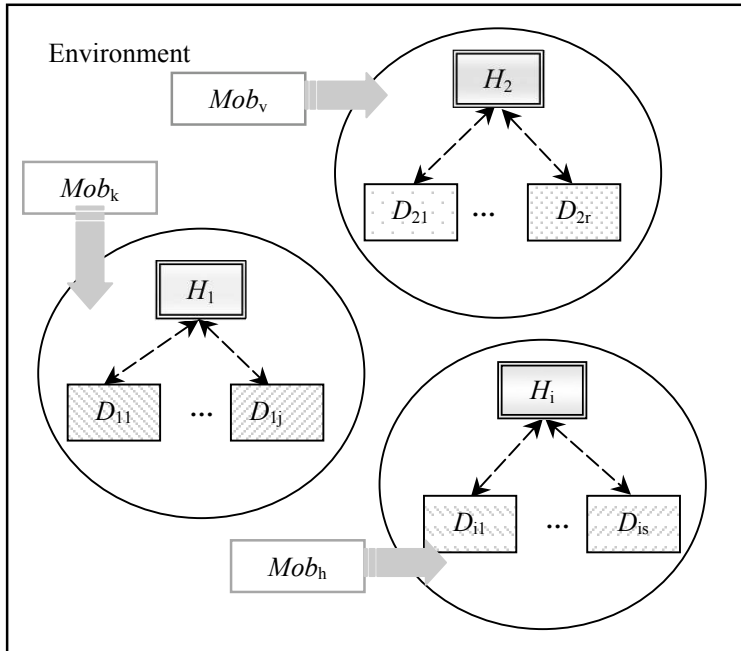 Environment
Mobᵥ
H₂
D₂₁ ... D₂ᵣ
Mobₖ
H₁
D₁₁ ... D₁ⱼ
Hᵢ
Dᵢ₁ ... Dᵢₛ
Mobₕ